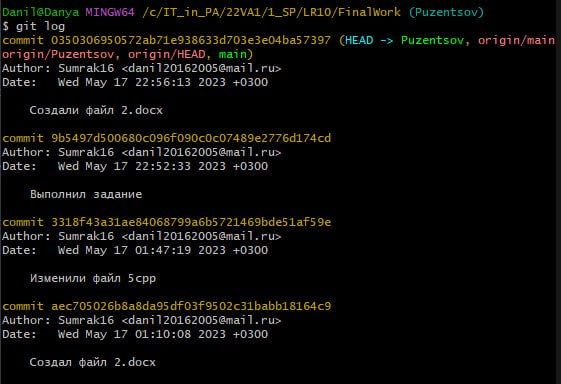 Danil@Danya MINGW64 /c/IT_in_PA/22VA1/1_SP/LR10/FinalWork (Puzentsov)
$ git log
commit 0350306950572ab71e938633d703e3e04ba57397 (HEAD -> Puzentsov, origin/main
origin/Puzentsov, origin/HEAD, main)
Author: Sumrak16 <danil20162005@mail.ru>
Date:   Wed May 17 22:56:13 2023 +0300
Создали файл 2.docx
commit 9b5497d500680c096f090c0c07489e2776d174cd
Author: Sumrak16 <danil20162005@mail.ru>
Date:   Wed May 17 22:52:33 2023 +0300
Выполнил задание
commit 3318f43a31ae84068799a6b5721469bde51af59e
Author: Sumrak16 <danil20162005@mail.ru>
Date:   Wed May 17 01:47:19 2023 +0300
Изменили файл 5cpp
commit aec705026b8a8da95df03f9502c31babb18164c9
Author: Sumrak16 <danil20162005@mail.ru>
Date:   Wed May 17 01:10:08 2023 +0300
Создал файл 2.docx